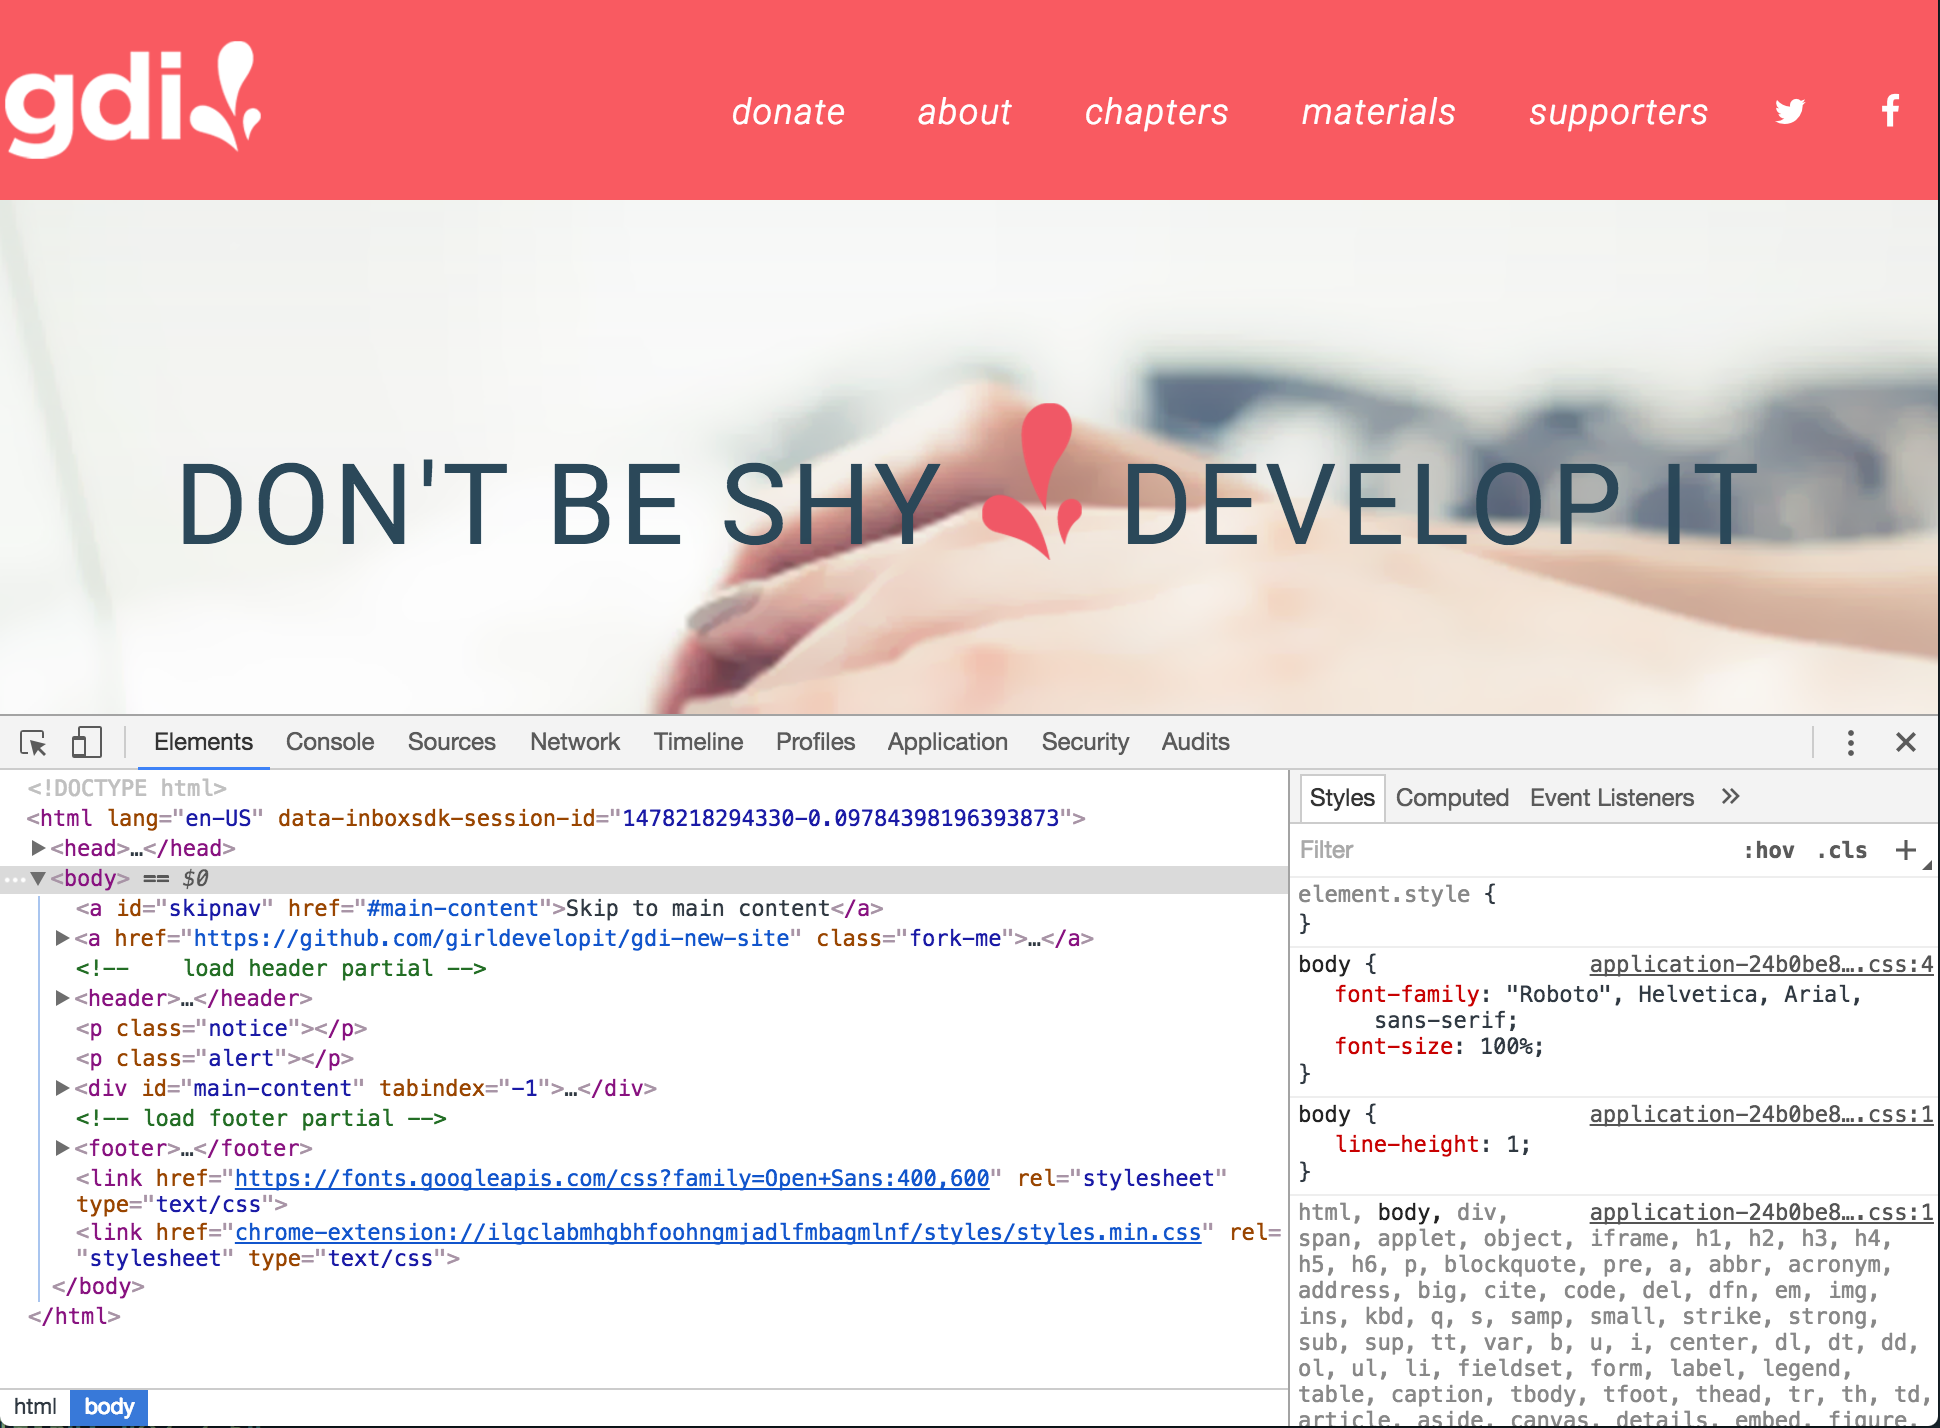 gdi
donate about chapters materials supporters
DON'T BE SHY DEVELOP IT
Elements Console Sources Network Timeline Profiles Application Security Audits
<!DOCTYPE html>
<html lang="en-US" data-inboxsdk-session-id="1478218294330-0.09784398196393873">
<head>…</head>
<body> == $0
<a id="skipnav" href="#main-content">Skip to main content</a>
<a href="https://github.com/girldevelopit/gdi-new-site" class="fork-me">…</a>
<!--    load header partial -->
<header>…</header>
<p class="notice"></p>
<p class="alert"></p>
<div id="main-content" tabindex="-1">…</div>
<!-- load footer partial -->
<footer>…</footer>
<link href="https://fonts.googleapis.com/css?family=Open+Sans:400,600" rel="stylesheet"
type="text/css">
<link href="chrome-extension://ilgclabmhgbhfoohngmjadlfmbagmlnf/styles/styles.min.css" rel=
"stylesheet" type="text/css">
</body>
</html>
html body
Styles Computed Event Listeners »
Filter :hov .cls +
element.style {
}
body { application-24b0be8….css:4
font-family: "Roboto", Helvetica, Arial,
sans-serif;
font-size: 100%;
}
body { application-24b0be8….css:1
line-height: 1;
}
html, body, div, application-24b0be8….css:1
span, applet, object, iframe, h1, h2, h3, h4,
h5, h6, p, blockquote, pre, a, abbr, acronym,
address, big, cite, code, del, dfn, em, img,
ins, kbd, q, s, samp, small, strike, strong,
sub, sup, tt, var, b, u, i, center, dl, dt, dd,
ol, ul, li, fieldset, form, label, legend,
table, caption, tbody, tfoot, thead, tr, th, td,
article, aside, canvas, details, embed, figure,